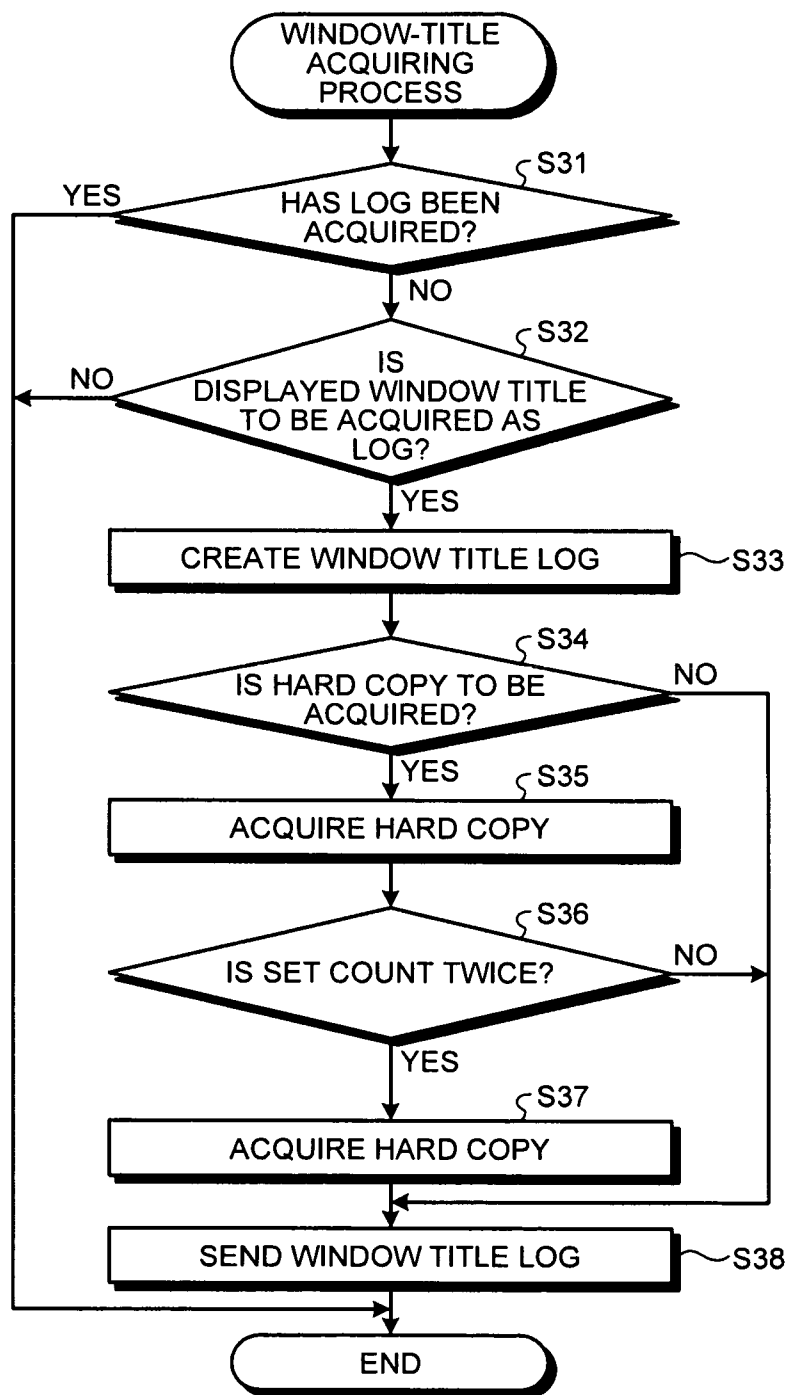 WINDOW-TITLE
ACQUIRING
PROCESS
S31
YES
HAS LOG BEEN
ACQUIRED?
NO
S32
NO
IS
DISPLAYED WINDOW TITLE
TO BE ACQUIRED AS
LOG?
YES
CREATE WINDOW TITLE LOG
S33
S34
IS HARD COPY TO BE
ACQUIRED?
NO
YES
S35
ACQUIRE HARD COPY
S36
IS SET COUNT TWICE?
NO
YES
S37
ACQUIRE HARD COPY
SEND WINDOW TITLE LOG
S38
END